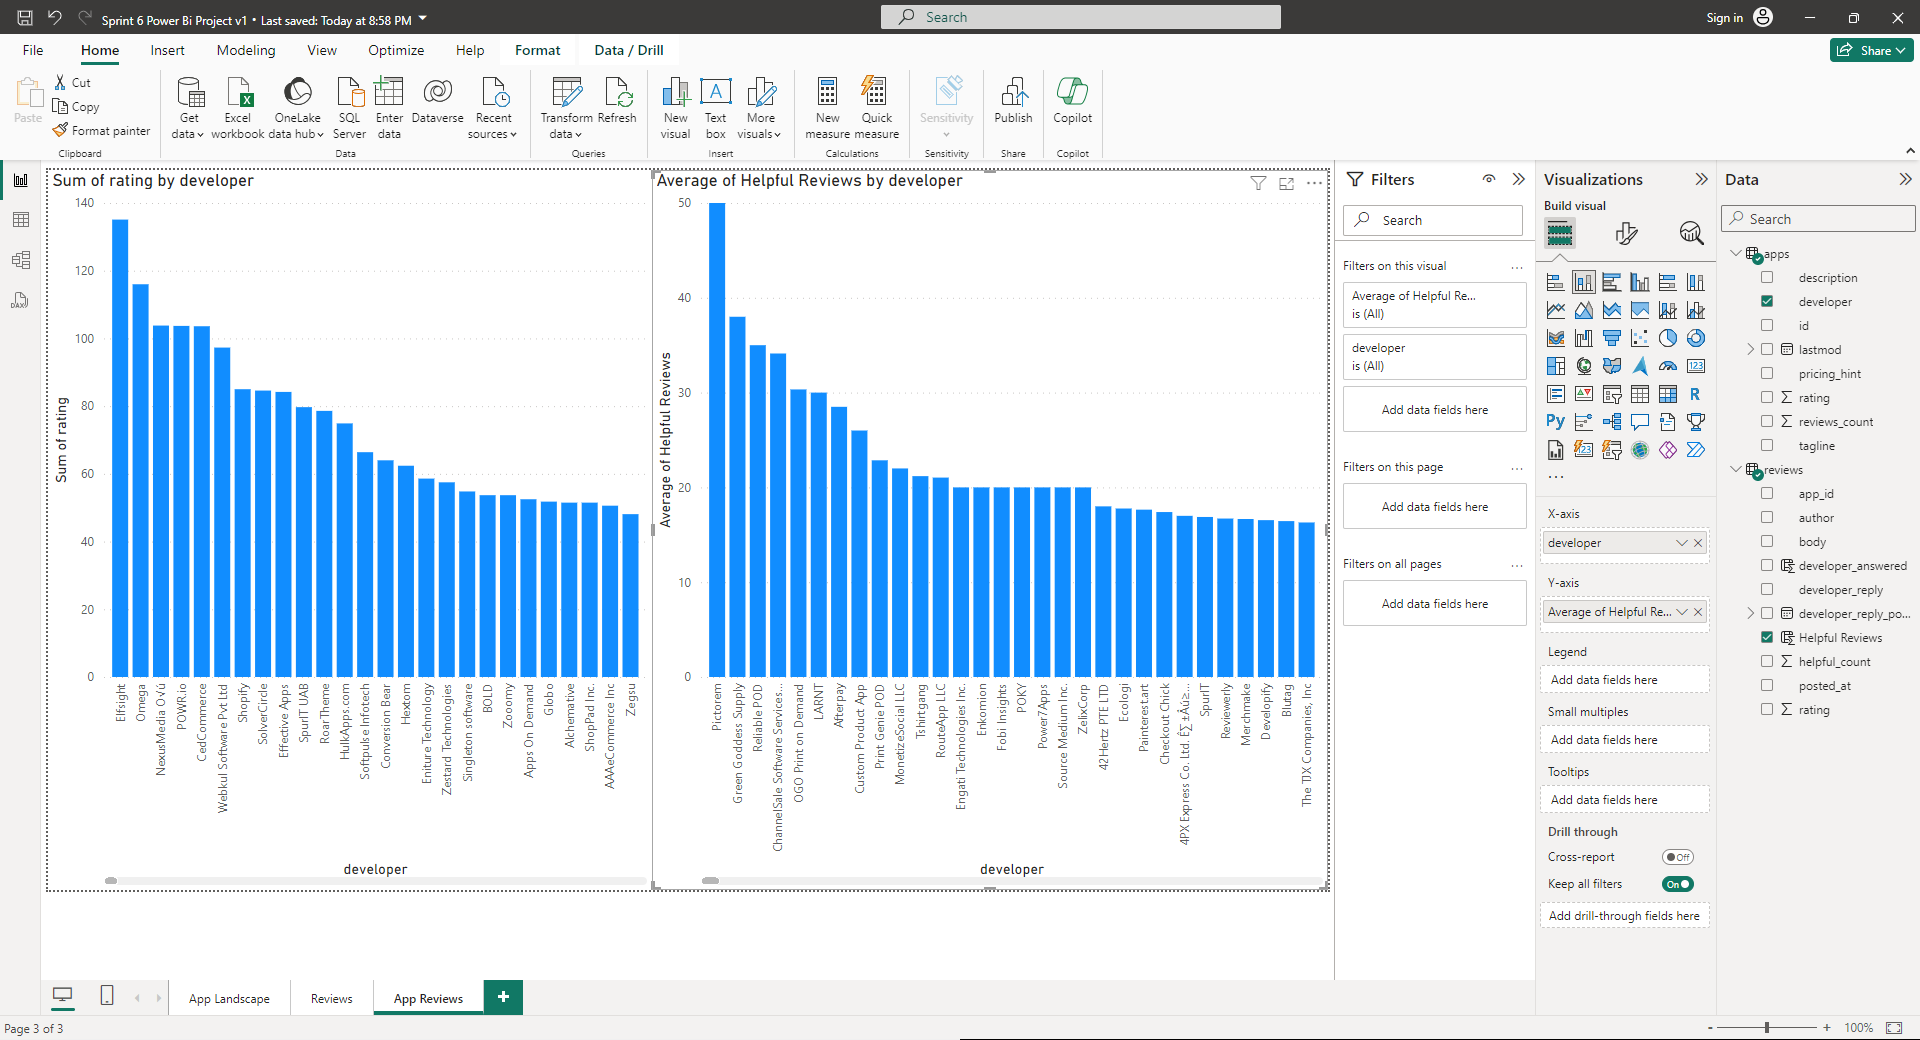 Sprint 6 Power Bi Project v1 • Last saved: Today at 8:58 PM
Search
Sign in
File
Home
Insert
Modeling
View
Optimize
Help
Format
Data / Drill
Share
Paste
Cut
Copy
Format painter
Clipboard
Get data
Excel workbook
OneLake data hub
SQL Server
Enter data
Dataverse
Recent sources
Data
Transform data
Refresh
Queries
New visual
Text box
More visuals
Insert
New measure
Quick measure
Calculations
Sensitivity
Sensitivity
Publish
Share
Copilot
Copilot
Sum of rating by developer
140
120
100
80
60
40
20
0
Sum of rating
Elfsight
Omega
NexusMedia OÜ
POWR.io
CedCommerce
Webkul Software Pvt Ltd
Shopify
SolverCircle
Effective Apps
SpurIT UAB
RoarTheme
HulkApps.com
Softpulse Infotech
Conversion Bear
Hextom
Eniture Technology
Zestard Technologies
Singleton software
BOLD
Zooomy
Apps On Demand
Globo
Alchemative
ShopPad Inc.
AAAeCommerce Inc
Zegsu
developer
Average of Helpful Reviews by developer
50
40
30
20
10
0
Average of Helpful Reviews
Pictorem
Green Goddess Supply
Reliable POD
ChannelSale Software Services...
OGO Print on Demand
LARNT
Afterpay
Custom Product App
Print Genie POD
MonetizeSocial LLC
Tshirtgang
RouteApp LLC
Engati Technologies Inc.
Enkomion
Fobi Insights
POKY
Power7Apps
Source Medium Inc.
ZelixCorp
42Hertz PTE LTD
Ecologi
Painterest.art
Checkout Chick
4PX Express Co. Ltd.
SpurIT
Reviewerly
Merchmake
Developify
Blutag
The TJX Companies, Inc
developer
Filters
Search
Filters on this visual
Average of Helpful Re...
is (All)
developer
is (All)
Add data fields here
Filters on this page
Add data fields here
Filters on all pages
Add data fields here
Visualizations
Build visual
123
R
Py
123
X-axis
developer
Y-axis
Average of Helpful Re...
Legend
Add data fields here
Small multiples
Add data fields here
Tooltips
Add data fields here
Drill through
Cross-report
Off
Keep all filters
On
Add drill-through fields here
Data
Search
apps
description
developer
id
lastmod
pricing_hint
rating
reviews_count
tagline
reviews
app_id
author
body
developer_answered
developer_reply
developer_reply_po...
Helpful Reviews
helpful_count
posted_at
rating
App Landscape
Reviews
App Reviews
Page 3 of 3
100%